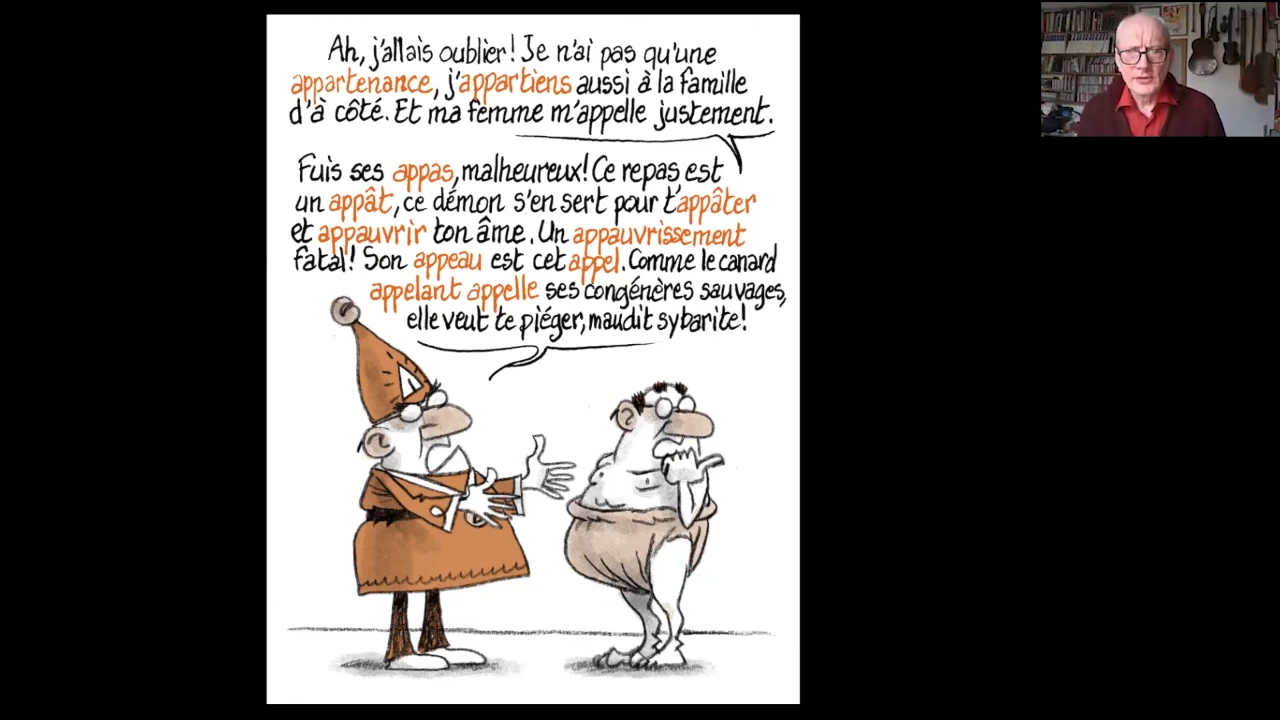 Ah, j'allais oublier! Je n'ai pas qu'une
appartenance, j'appartiens aussi à la famille
d'à côté. Et ma femme m'appelle justement.
Fuis ses appas, malheureux! Ce repas est
un appât, ce démon s'en sert pour t'appâter
et appauvrir ton âme. Un appauvrissement
fatal! Son appeau est cet appel. Comme le canard
appelant appelle ses congénères sauvages,
elle veut te piéger, maudit sybarite!